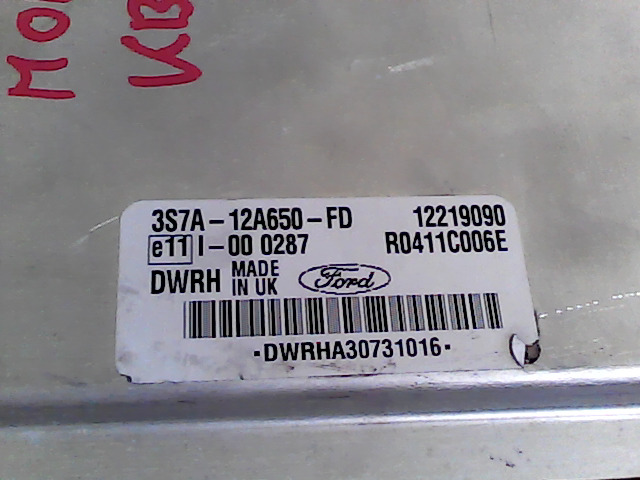 3S7A-12A650-FD 12219090
e11 I-00 0287 R0411C006E
DWRH MADE IN UK Ford
·DWRHA30731016·